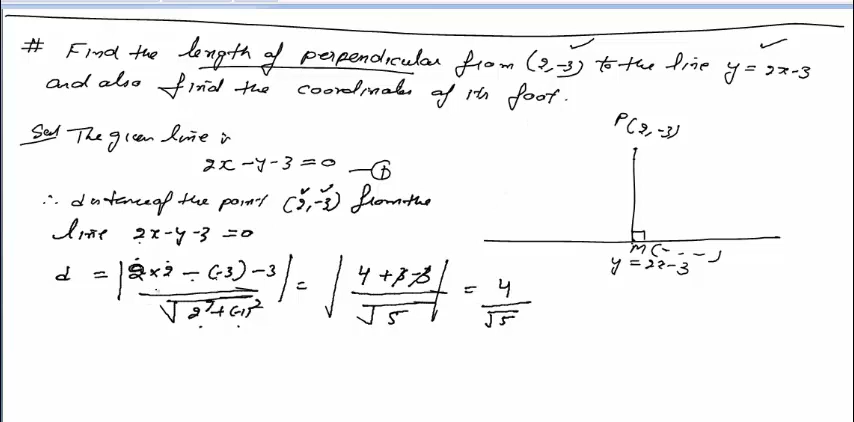 # Find the length of perpendicular from (2,-3) to the line y = 2x-3
and also find the coordinates of its foot.
Sol The given line is
2x-y-3=0 —①
∴ distance of the point (2,-3) from the
line 2x-y-3=0
d = |2×2-(-3)-3 / √2²+(-1)²| = |4+3-3 / √5| = 4/√5
P(2,-3)
M(- - -)
y = 2x-3